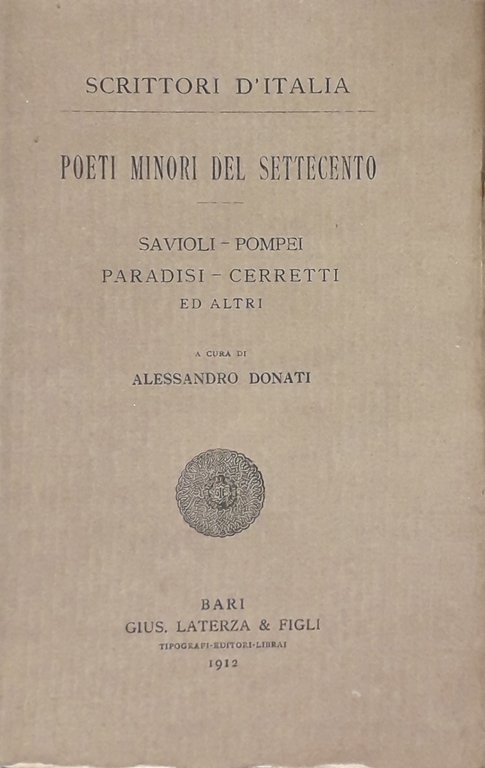 SCRITTORI D'ITALIA
POETI MINORI DEL SETTECENTO
SAVIOLI - POMPEI
PARADISI - CERRETTI
ED ALTRI
A CURA DI
ALESSANDRO DONATI
BARI
GIUS. LATERZA & FIGLI
TIPOGRAFI-EDITORI-LIBRAI
1912